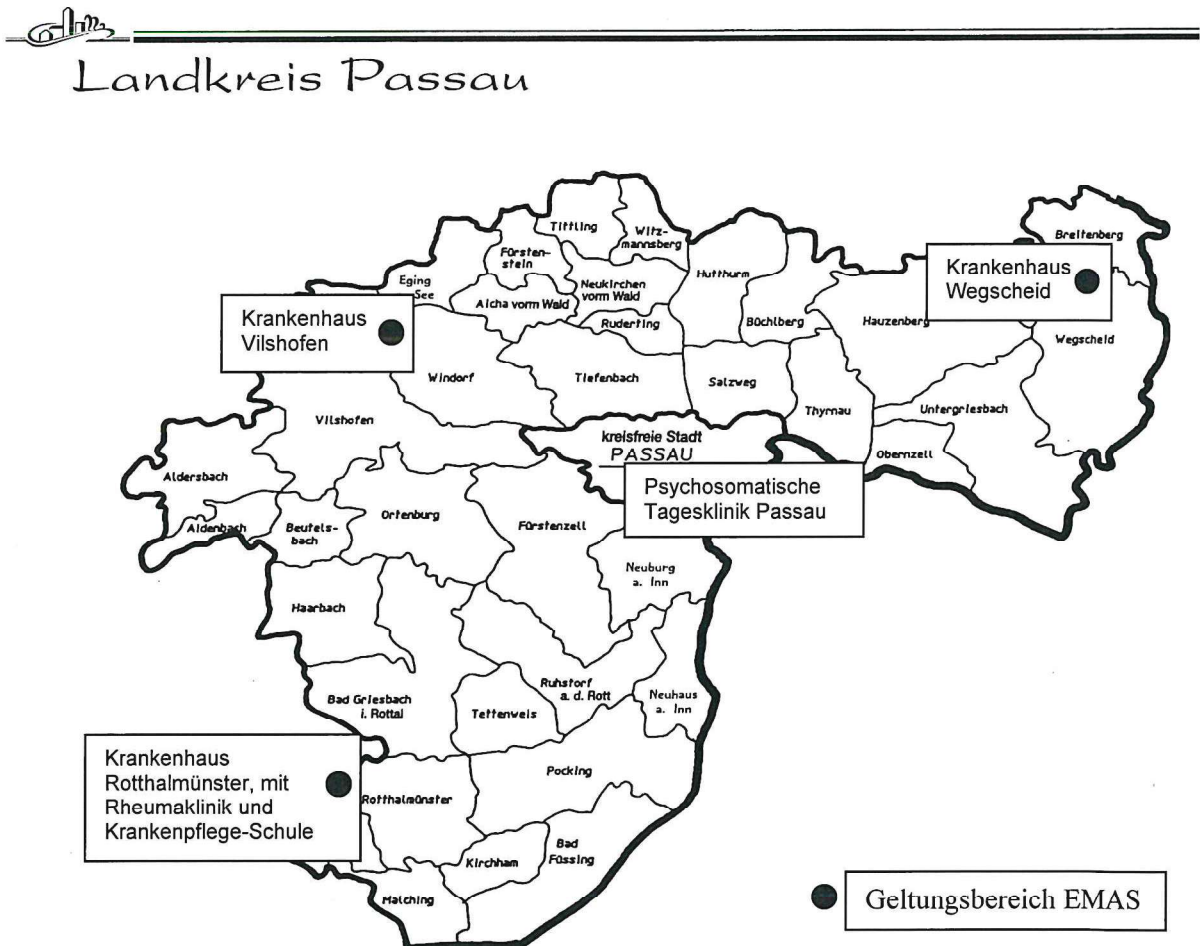 Landkreis Passau
Tittling
Witz-
mannsberg
Breitenberg
Fürsten-
stein
Hutthurm
Krankenhaus
Wegscheid
Eging
See
Neukirchen
vorm Wald
Aicha vorm Wald
Krankenhaus
Vilshofen
Ruderting
Büchlberg
Hauzenberg
Wegscheid
Windorf
Tiefenbach
Salzweg
Thyrnau
Untergriesbach
Vilshofen
kreisfreie Stadt
PASSAU
Obernzell
Aldersbach
Psychosomatische
Tagesklinik Passau
Aidenbach
Beutels-
bach
Ortenburg
Fürstenzell
Neuburg
a. Inn
Haarbach
Bad Griesbach
i. Rottal
Tettenweis
Ruhstorf
a. d. Rott
Neuhaus
a. Inn
Krankenhaus
Rotthalmünster, mit
Rheumaklinik und
Krankenpflege-Schule
Rotthalmünster
Pocking
Kirchham
Bad
Füssing
Malching
Geltungsbereich EMAS